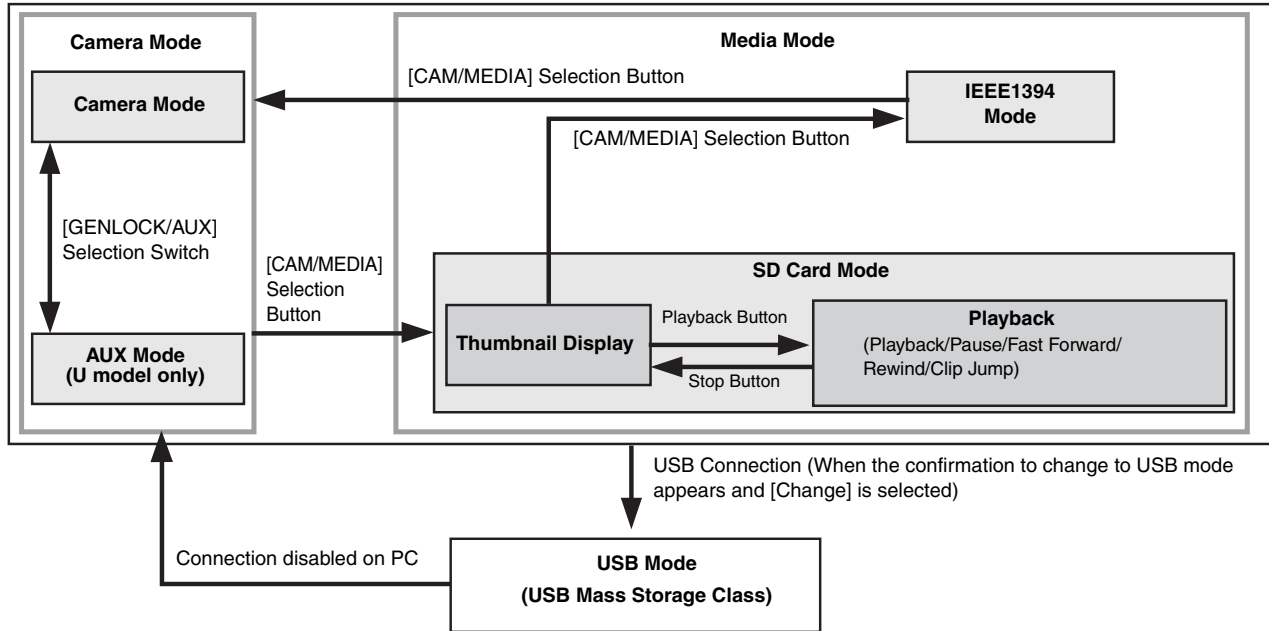 Camera Mode
Media Mode
[CAM/MEDIA] Selection Button
Camera Mode
IEEE1394
Mode
[CAM/MEDIA] Selection Button
[GENLOCK/AUX]
Selection Switch
[CAM/MEDIA]
Selection
Button
SD Card Mode
AUX Mode
(U model only)
Thumbnail Display
Playback Button
Stop Button
Playback
(Playback/Pause/Fast Forward/
Rewind/Clip Jump)
USB Connection (When the confirmation to change to USB mode
appears and [Change] is selected)
Connection disabled on PC
USB Mode
(USB Mass Storage Class)